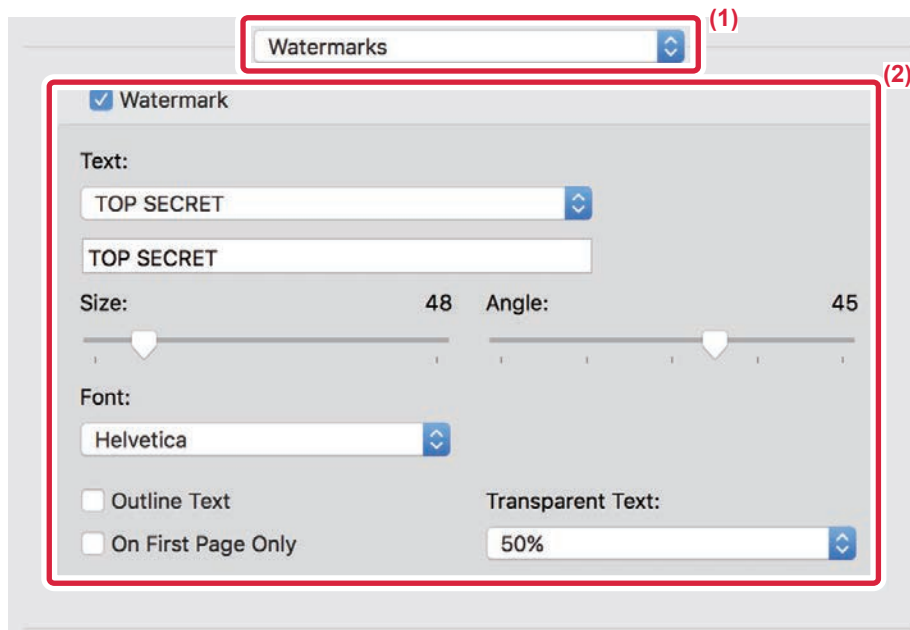 (1)
Watermarks
(2)
Watermark
Text:
TOP SECRET
TOP SECRET
Size: 48 Angle: 45
Font:
Helvetica
Outline Text Transparent Text:
On First Page Only 50%